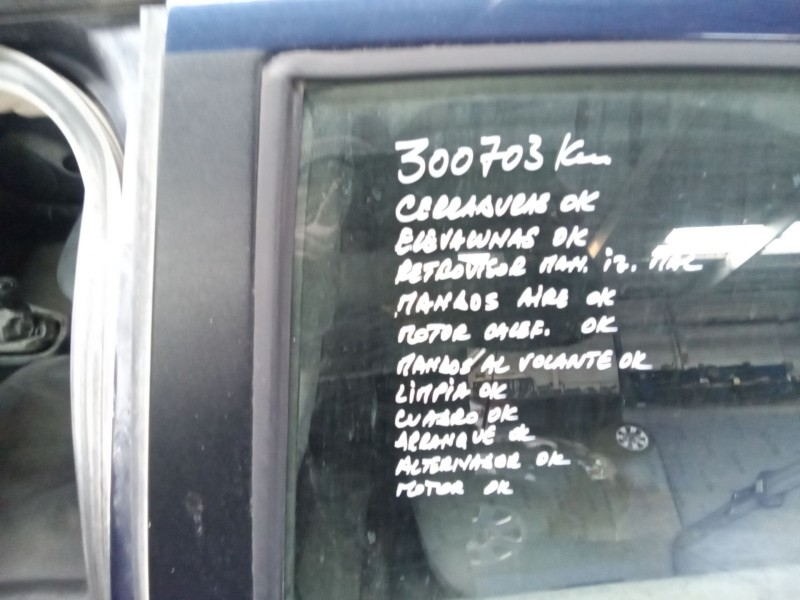 300703 Km
CERRADURAS OK
ELEVALUNAS OK
RETROVISOR MAN. iz. MAL
MANDOS AIRE OK
MOTOR CALEF. OK
MANDOS AL VOLANTE OK
LIMPIA OK
CUADRO OK
ARRANQUE OK
ALTERNADOR OK
MOTOR OK